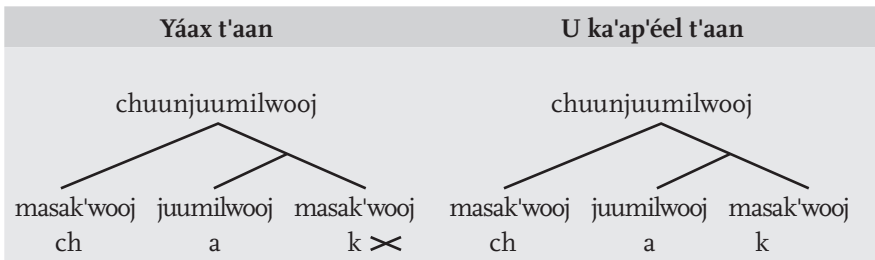 Yáax t'aan U ka'ap'éel t'aan
chuunjuumilwooj chuunjuumilwooj
masak'wooj juumilwooj masak'wooj masak'wooj juumilwooj masak'wooj
ch a k ch a k